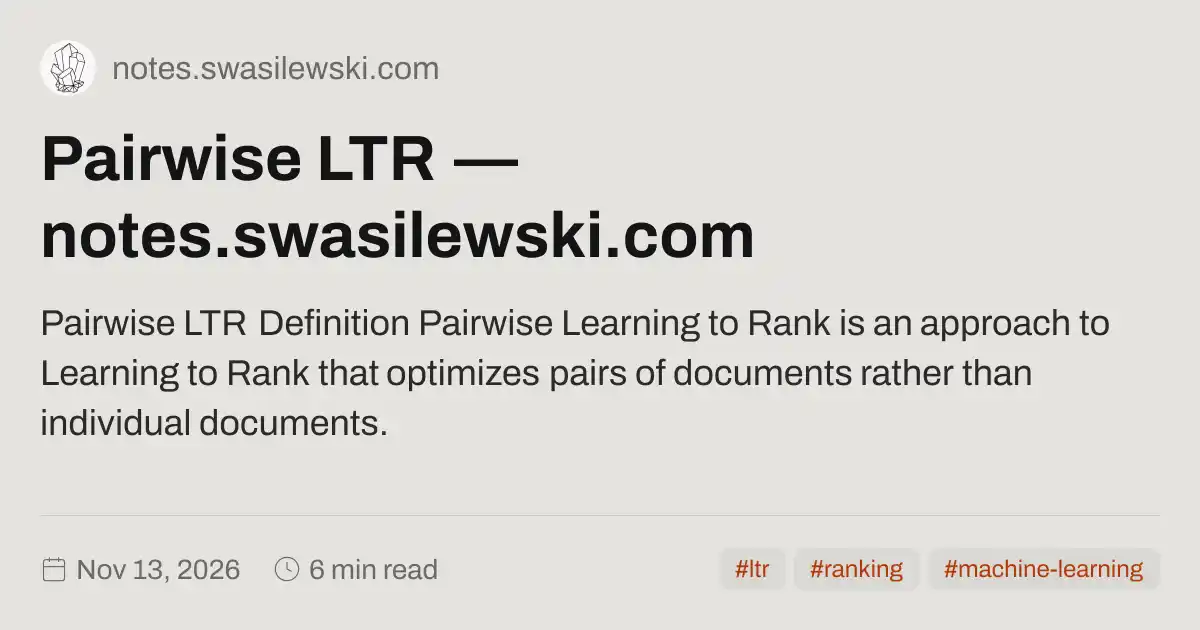 notes.swasilewski.com
Pairwise LTR —
notes.swasilewski.com
Pairwise LTR Definition Pairwise Learning to Rank is an approach to
Learning to Rank that optimizes pairs of documents rather than
individual documents.
Nov 13, 2026 6 min read #ltr #ranking #machine-learning